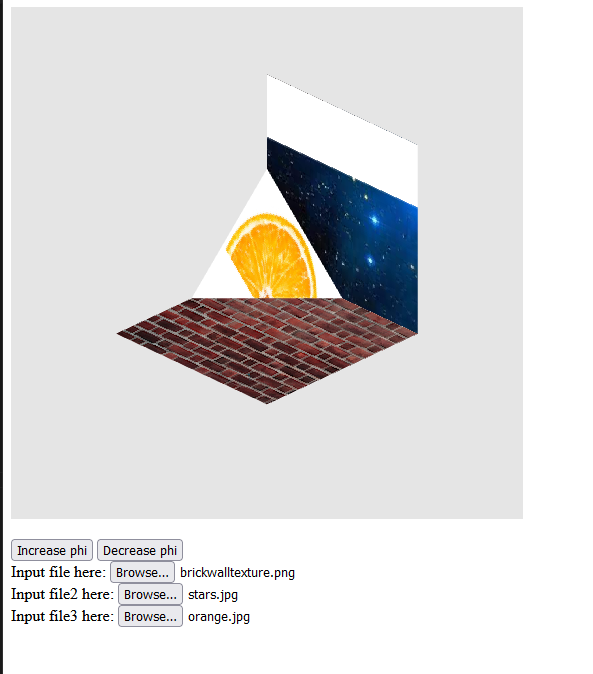 Increase phi Decrease phi
Input file here: Browse... brickwalltexture.png
Input file2 here: Browse... stars.jpg
Input file3 here: Browse... orange.jpg